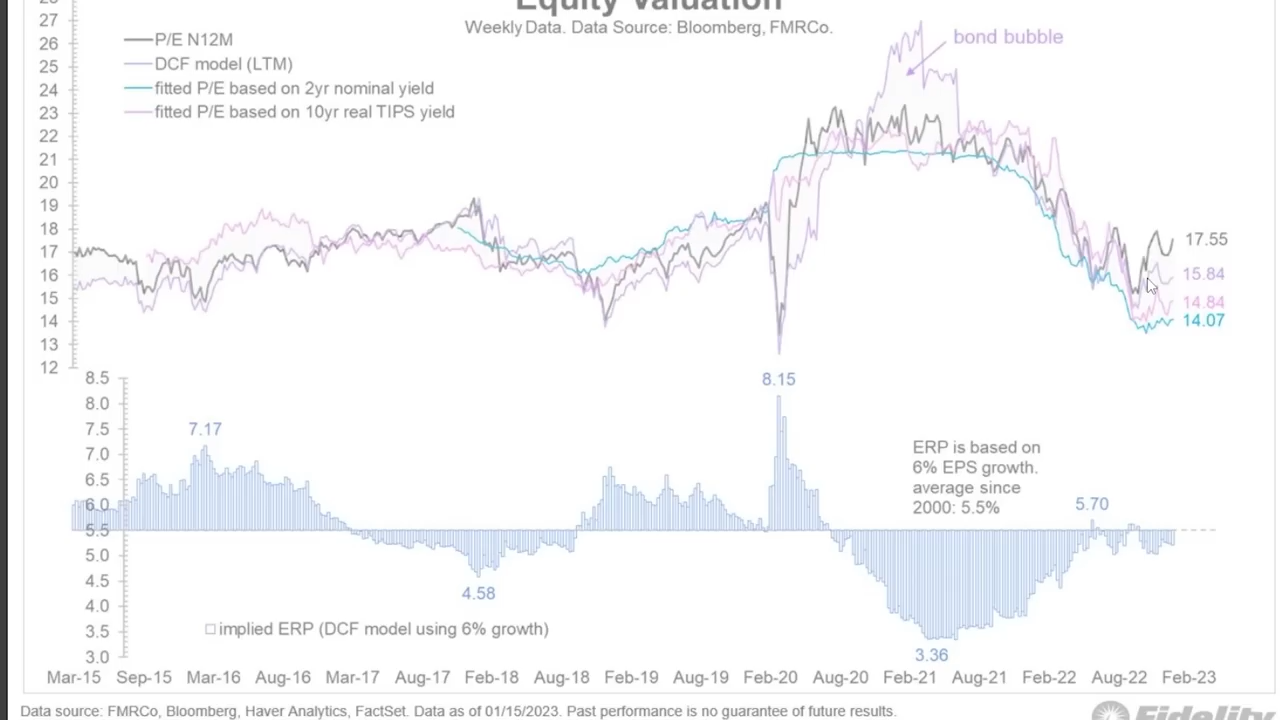 Equity Valuation
Weekly Data. Data Source: Bloomberg, FMRCo.
27
26
25
24
23
22
21
20
19
18
17
16
15
14
13
12
P/E N12M
DCF model (LTM)
fitted P/E based on 2yr nominal yield
fitted P/E based on 10yr real TIPS yield
bond bubble
17.55
15.84
14.84
14.07
8.5
8.0
7.5
7.0
6.5
6.0
5.5
5.0
4.5
4.0
3.5
3.0
7.17
8.15
4.58
3.36
5.70
ERP is based on
6% EPS growth.
average since
2000: 5.5%
implied ERP (DCF model using 6% growth)
Mar-15 Sep-15 Mar-16 Aug-16 Mar-17 Aug-17 Feb-18 Aug-18 Feb-19 Aug-19 Feb-20 Aug-20 Feb-21 Aug-21 Feb-22 Aug-22 Feb-23
Data source: FMRCo, Bloomberg, Haver Analytics, FactSet. Data as of 01/15/2023. Past performance is no guarantee of future results.
Fidelity